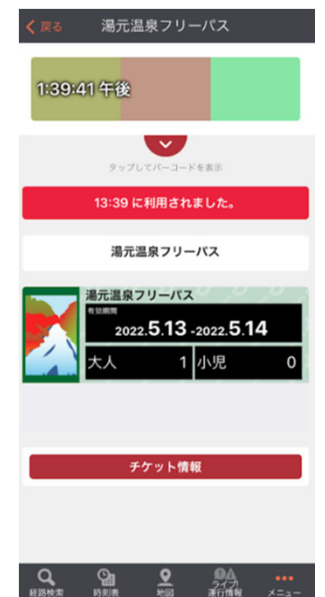 戻る 湯元温泉フリーパス
1:39:41 午後
タップしてバーコードを表示
13:39 に利用されました。
湯元温泉フリーパス
湯元温泉フリーパス
有効期間
2022.5.13 -2022.5.14
大人 1 小児 0
チケット情報
経路検索 時刻表 地図 ライブ!運行情報 メニュー